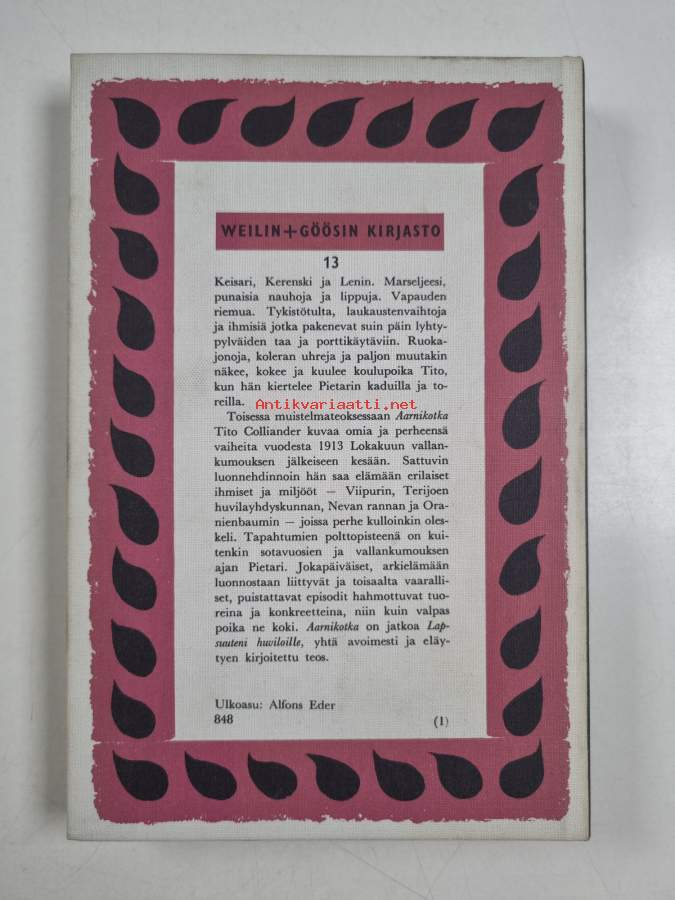 WEILIN+GÖÖSIN KIRJASTO
13
Keisari, Kerenski ja Lenin. Marseljeesi,
punaisia nauhoja ja lippuja. Vapauden
riemua. Tykistötulta, laukaustenvaihtoja
ja ihmisiä jotka pakenevat suin päin lyhty-
pylväiden taa ja porttikäytäviin. Ruoka-
jonoja, koleran uhreja ja paljon muutakin
näkee, kokee ja kuulee koulupoika Tito,
kun hän kiertelee Pietarin kaduilla ja to-
reilla.
Antikvariaatti.net
Toisessa muistelmateoksessaan Aarnikotka
Tito Colliander kuvaa omia ja perheensä
vaiheita vuodesta 1913 Lokakuun vallan-
kumouksen jälkeiseen kesään. Sattuvin
luonnehdinnoin hän saa elämään erilaiset
ihmiset ja miljööt — Viipurin, Terijoen
huvilayhdyskunnan, Nevan rannan ja Ora-
nienbaumin — joissa perhe kulloinkin oles-
keli. Tapahtumien polttopisteenä on kui-
tenkin sotavuosien ja vallankumouksen
ajan Pietari. Jokapäiväiset, arkielämään
luonnostaan liittyvät ja toisaalta vaaralli-
set, puistattavat episodit hahmottuvat tuo-
reina ja konkreetteina, niin kuin valpas
poika ne koki. Aarnikotka on jatkoa Lap-
suuteni huviloille, yhtä avoimesti ja eläy-
tyen kirjoitettu teos.
Ulkoasu: Alfons Eder
848 (1)